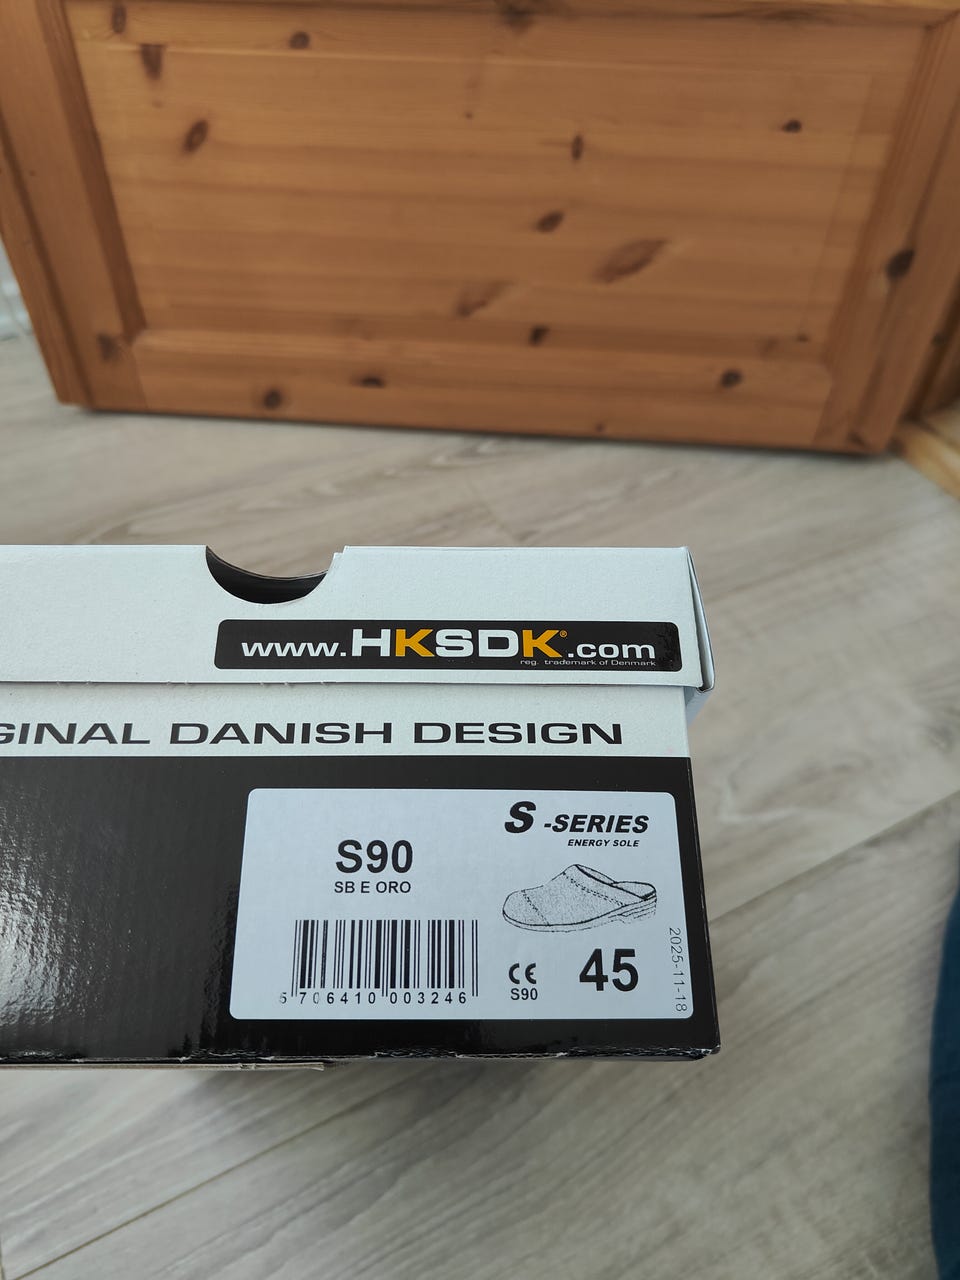 www.HKSDK®.com
reg. trademark of Denmark
GINAL DANISH DESIGN
S-SERIES
ENERGY SOLE
S90
SB E ORO
5 706410 003246
CE
S90
45
2025-11-18